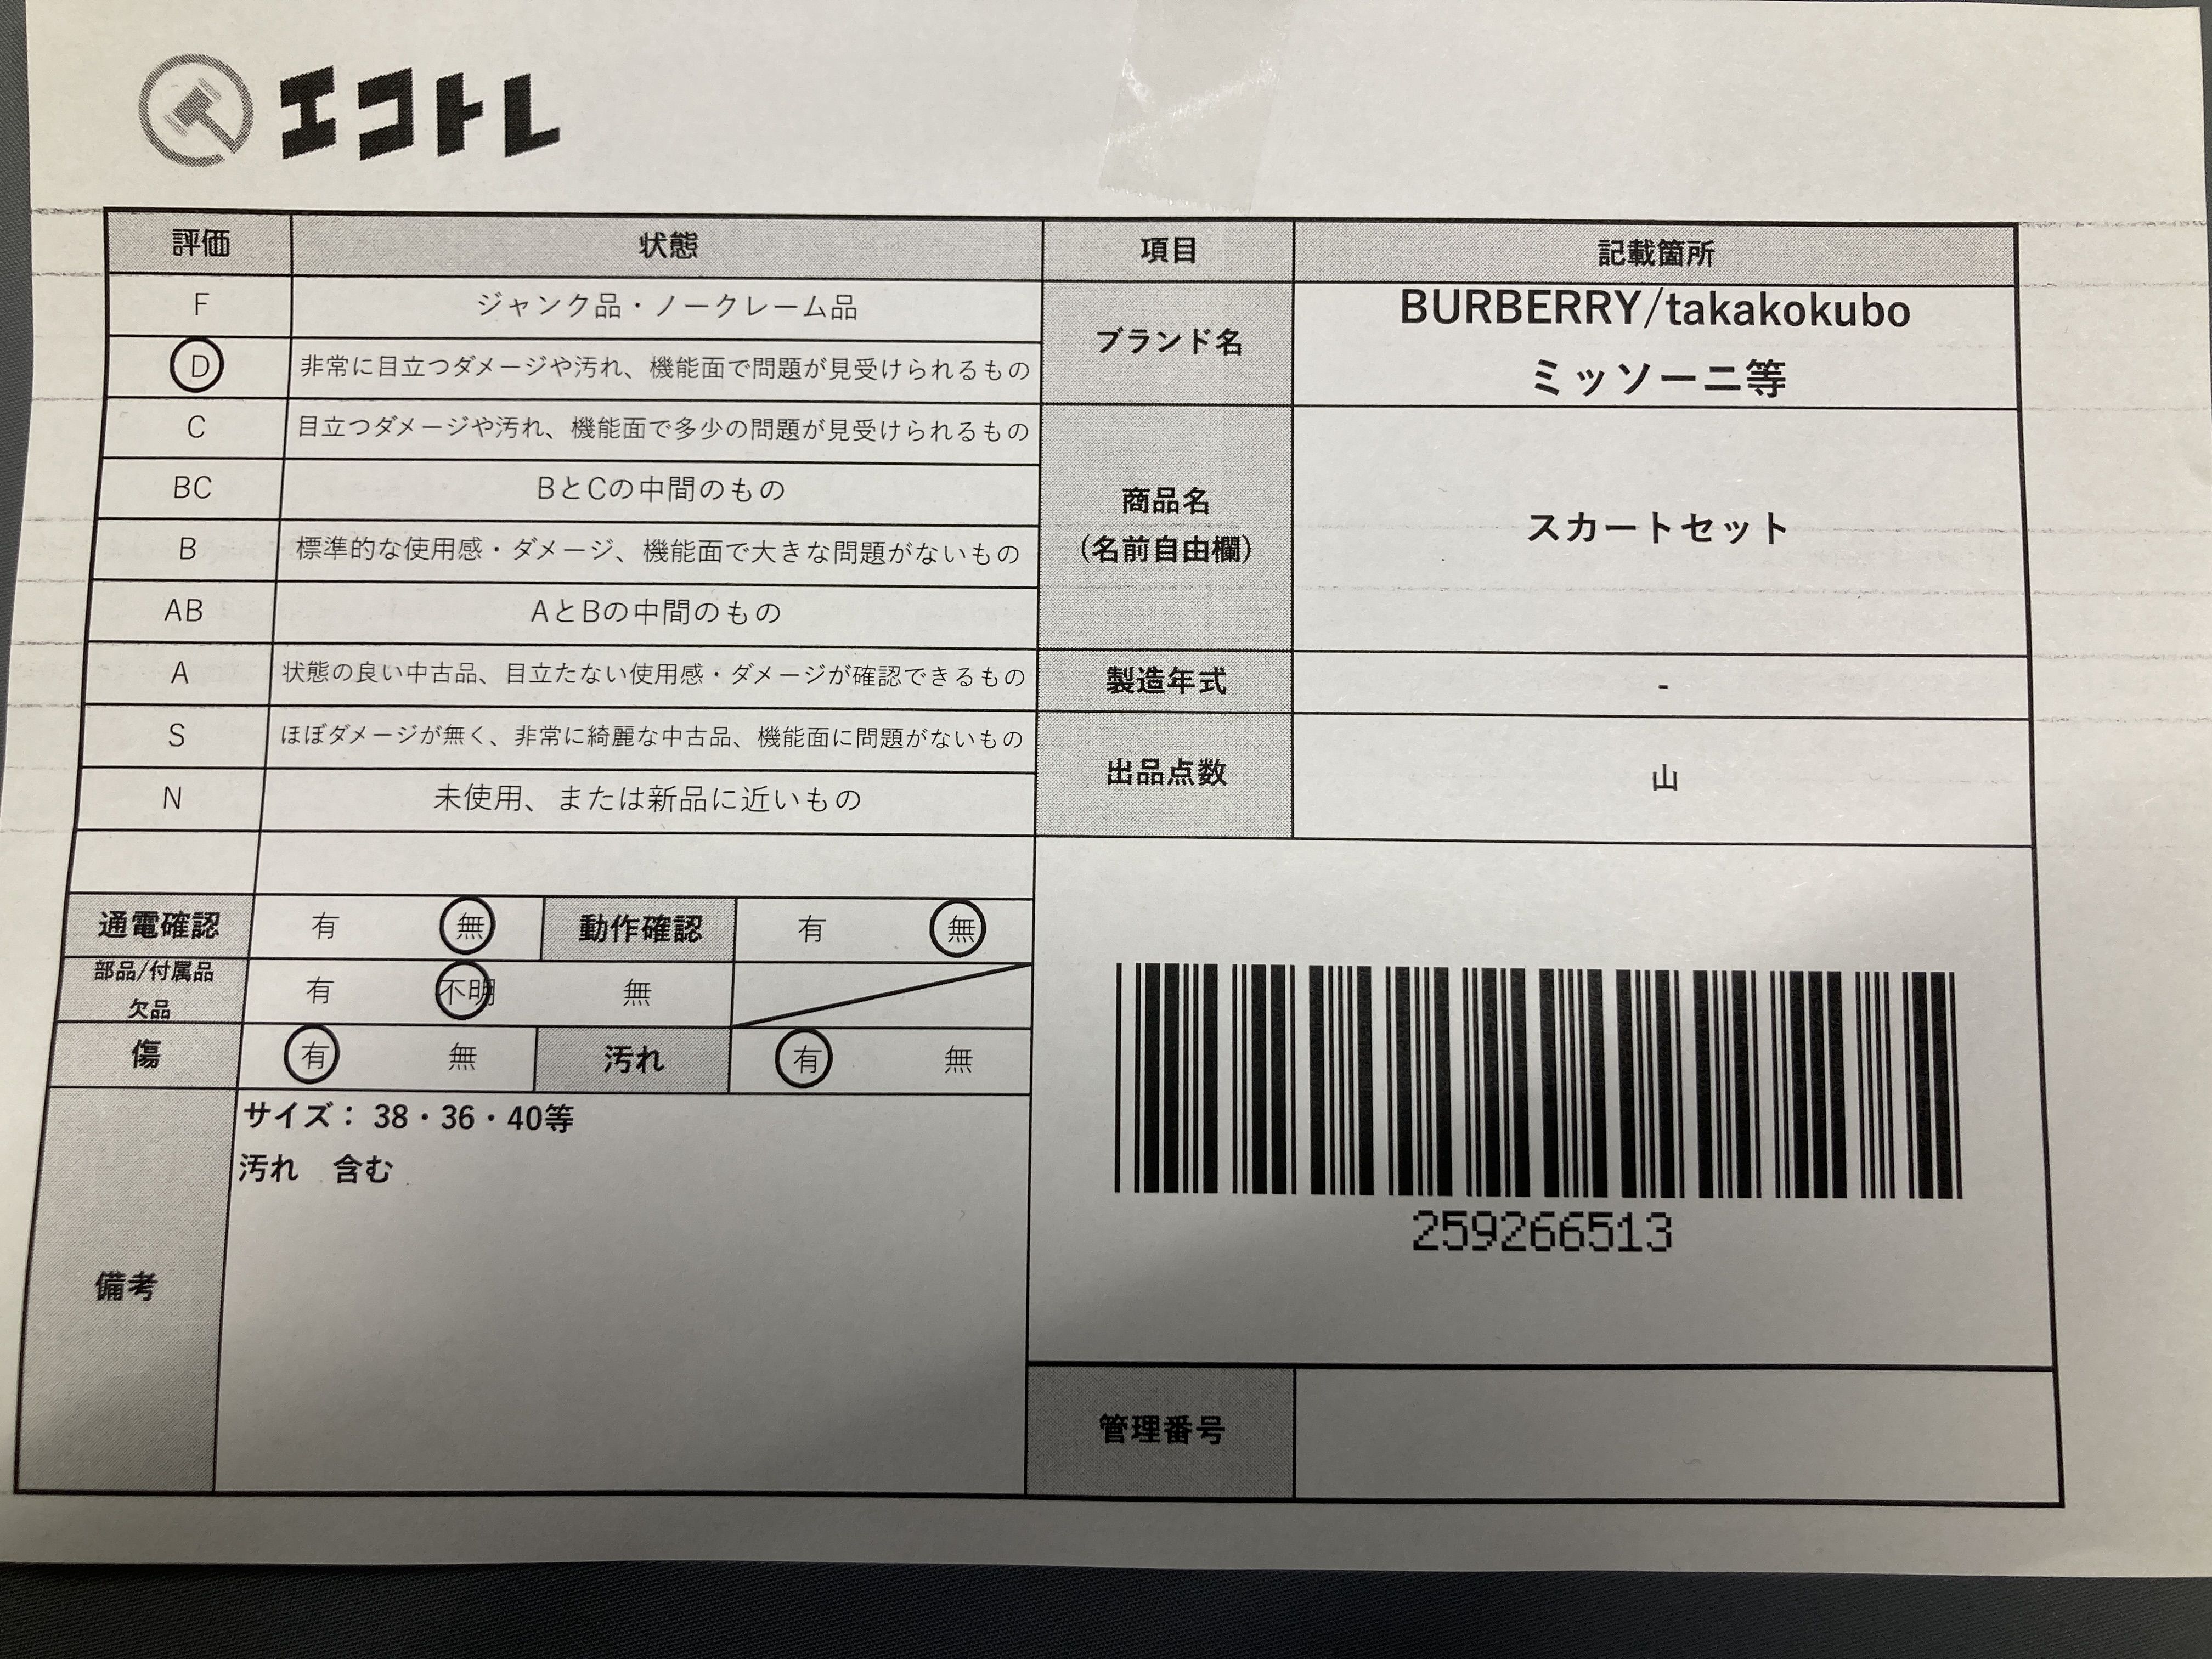 エコトレ
評価 状態 項目 記載箇所
F ジャンク品・ノークレーム品
D 非常に目立つダメージや汚れ、機能面で問題が見受けられるもの
C 目立つダメージや汚れ、機能面で多少の問題が見受けられるもの
BC BとCの中間のもの
B 標準的な使用感・ダメージ、機能面で大きな問題がないもの
AB AとBの中間のもの
A 状態の良い中古品、目立たない使用感・ダメージが確認できるもの
S ほぼダメージが無く、非常に綺麗な中古品、機能面に問題がないもの
N 未使用、または新品に近いもの
ブランド名
BURBERRY/takakokubo
ミッソーニ等
商品名
（名前自由欄）
スカートセット
製造年式 -
出品点数 山
通電確認 有 無 動作確認 有 無
部品/付属品
欠品
有 不明 無
傷 有 無 汚れ 有 無
備考
サイズ： 38・36・40等
汚れ　含む
259266513
管理番号